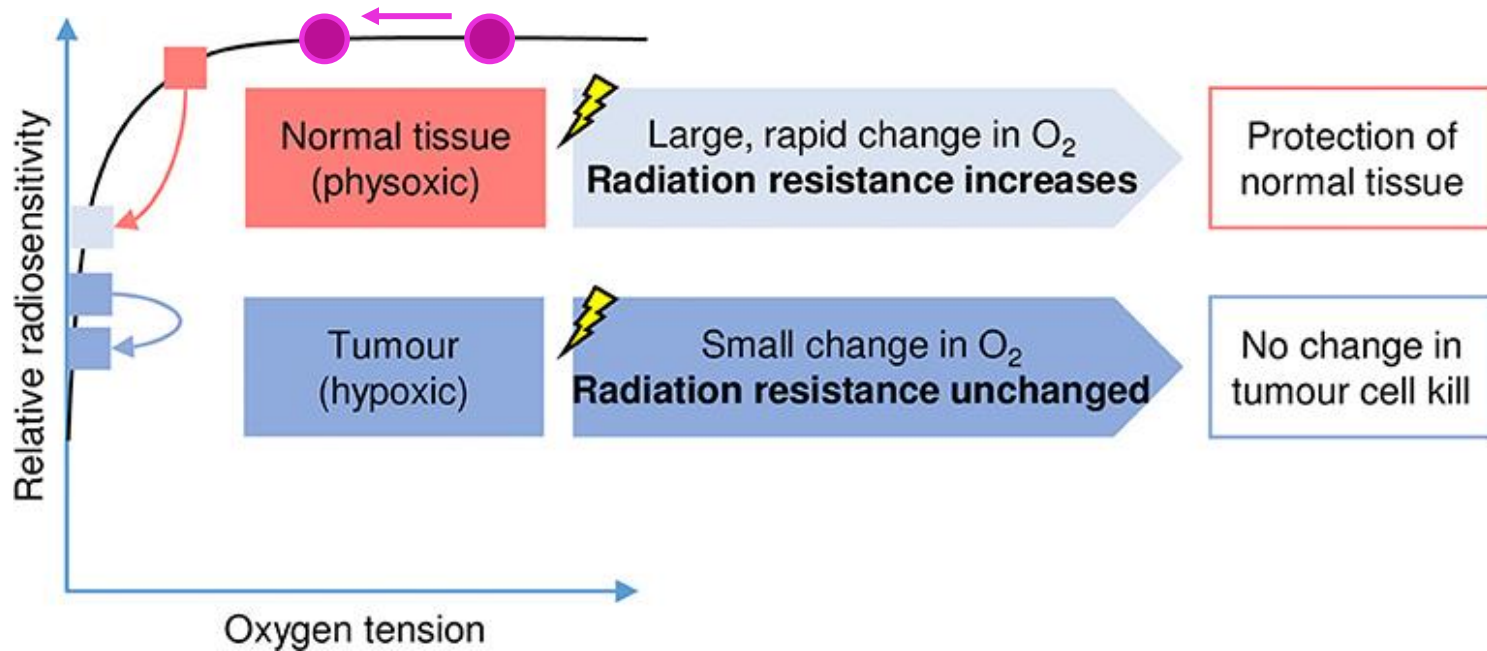 Relative radiosensitivity
Normal tissue
(physoxic)
Large, rapid change in O₂
Radiation resistance increases
Protection of
normal tissue
Tumour
(hypoxic)
Small change in O₂
Radiation resistance unchanged
No change in
tumour cell kill
Oxygen tension